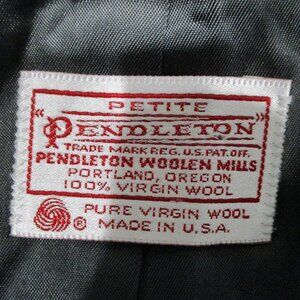 PETITE
"PENDLETON"
TRADE MARK REG. U.S. PAT. OFF.
PENDLETON WOOLEN MILLS
PORTLAND, OREGON
100% VIRGIN WOOL
® PURE VIRGIN WOOL
MADE IN U.S.A.